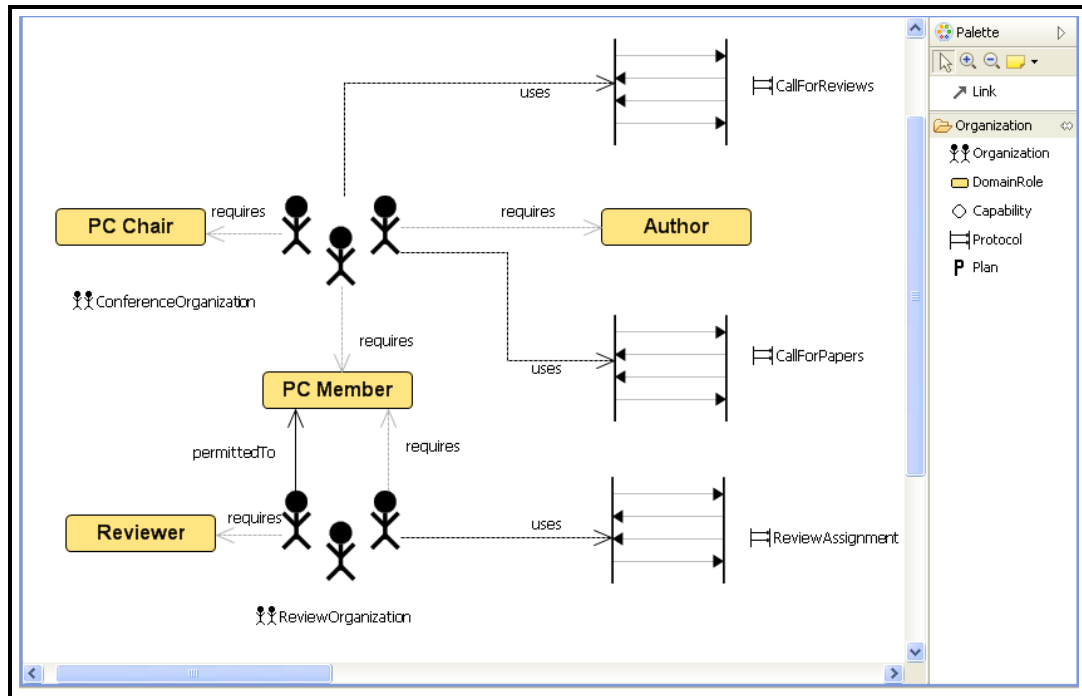 uses
CallForReviews
PC Chair
requires
requires
Author
ConferenceOrganization
requires
uses
CallForPapers
PC Member
permittedTo
requires
Reviewer
requires
uses
ReviewAssignment
ReviewOrganization
Palette
Link
Organization
Organization
DomainRole
Capability
Protocol
P Plan